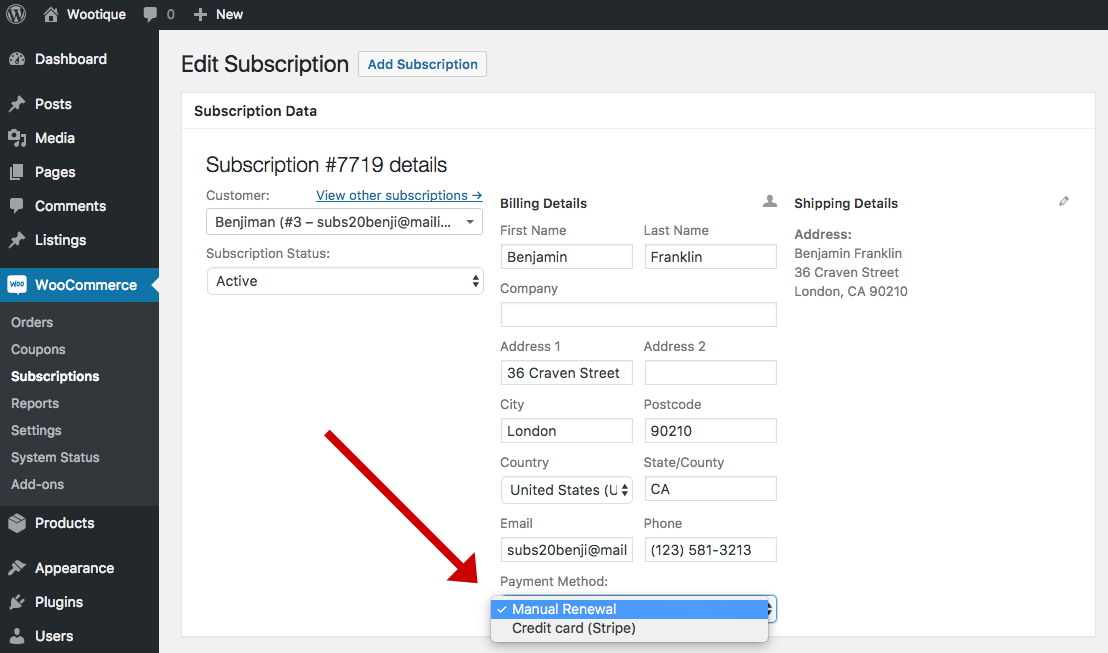 Wootique 0 New
Dashboard
Posts
Media
Pages
Comments
Listings
WOO WooCommerce
Orders
Coupons
Subscriptions
Reports
Settings
System Status
Add-ons
Products
Appearance
Plugins
Users
Edit Subscription Add Subscription
Subscription Data
Subscription #7719 details
Customer: View other subscriptions →
Benjiman (#3 – subs20benji@maili...
Subscription Status:
Active
Billing Details
First Name Last Name
Benjamin Franklin
Company
Address 1 Address 2
36 Craven Street
City Postcode
London 90210
Country State/County
United States (U CA
Email Phone
subs20benji@mail (123) 581-3213
Payment Method:
✓ Manual Renewal
Credit card (Stripe)
Shipping Details
Address:
Benjamin Franklin
36 Craven Street
London, CA 90210